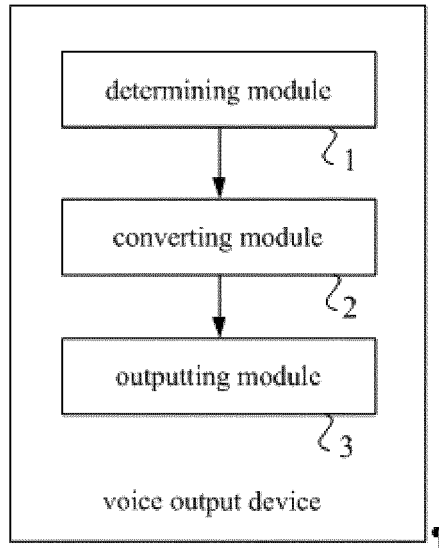 determining module
1
converting module
2
outputting module
3
voice output device